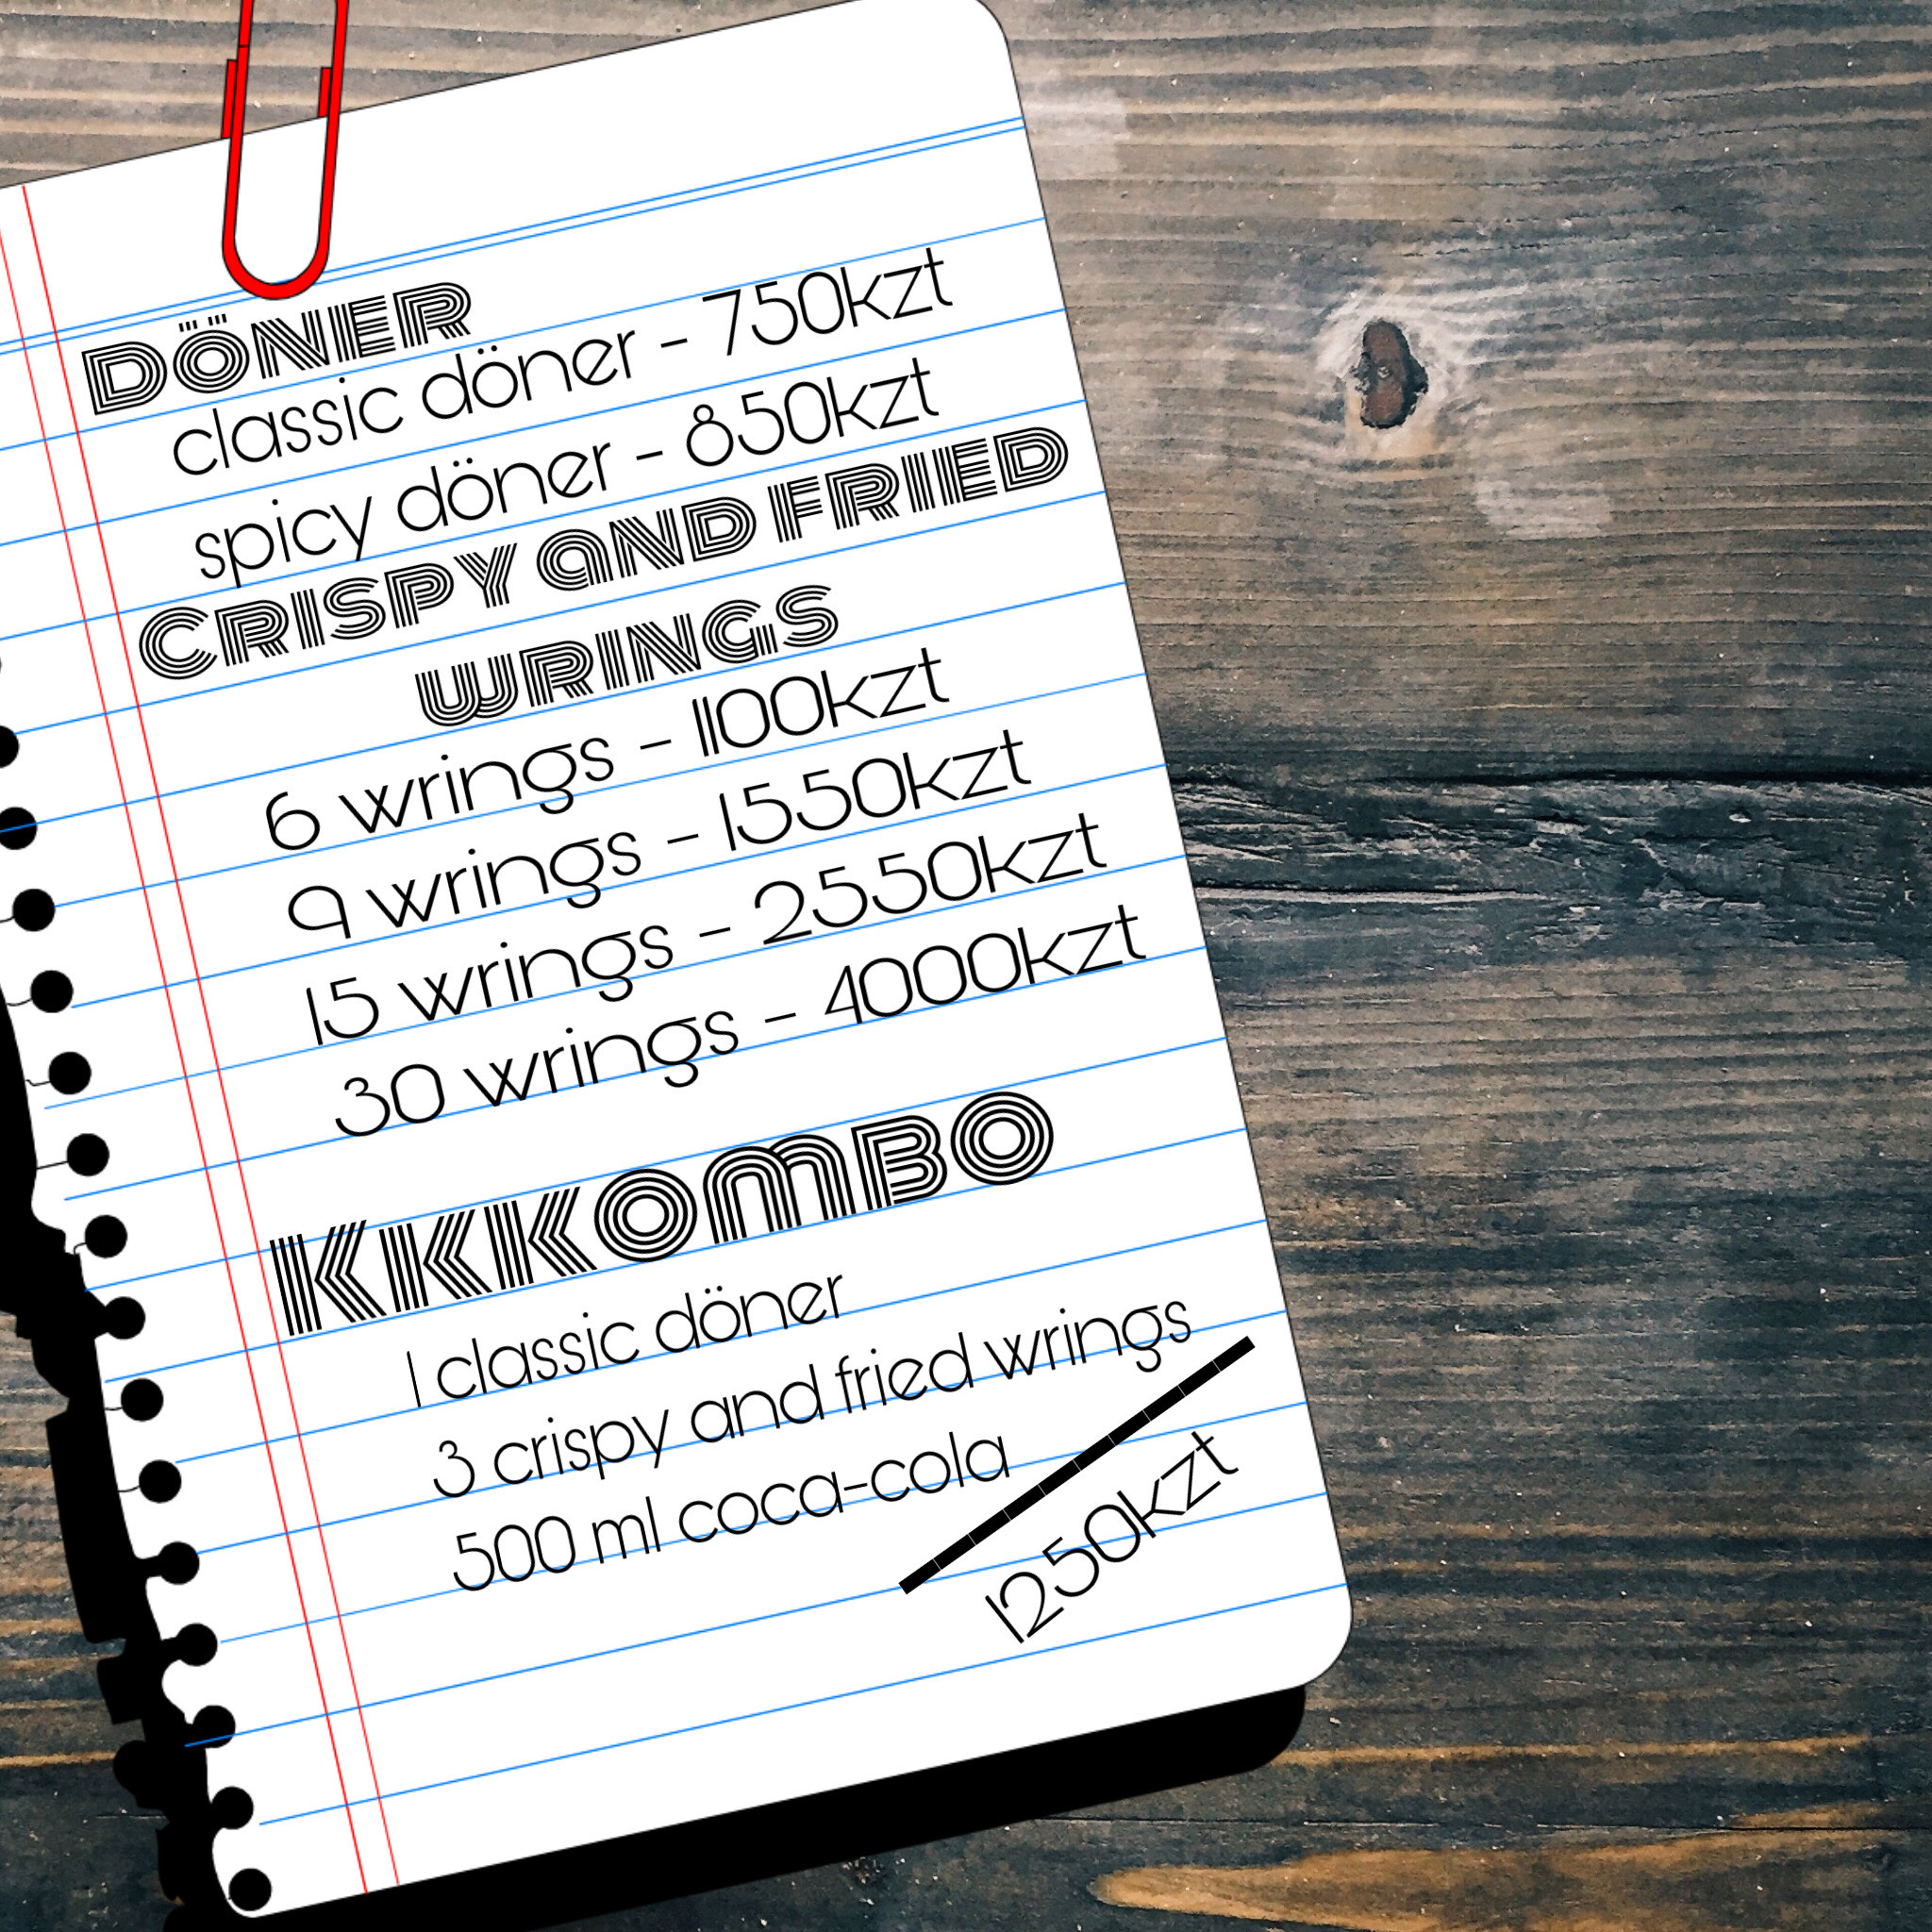 DÖNER
classic döner - 750kzt
spicy döner - 850kzt
CRISPY AND FRIED
WRINGS
6 wrings - 1100kzt
9 wrings - 1550kzt
15 wrings - 2550kzt
30 wrings - 4000kzt
KKKOMBO
1 classic döner
3 crispy and fried wrings
500 ml coca-cola
1250kzt